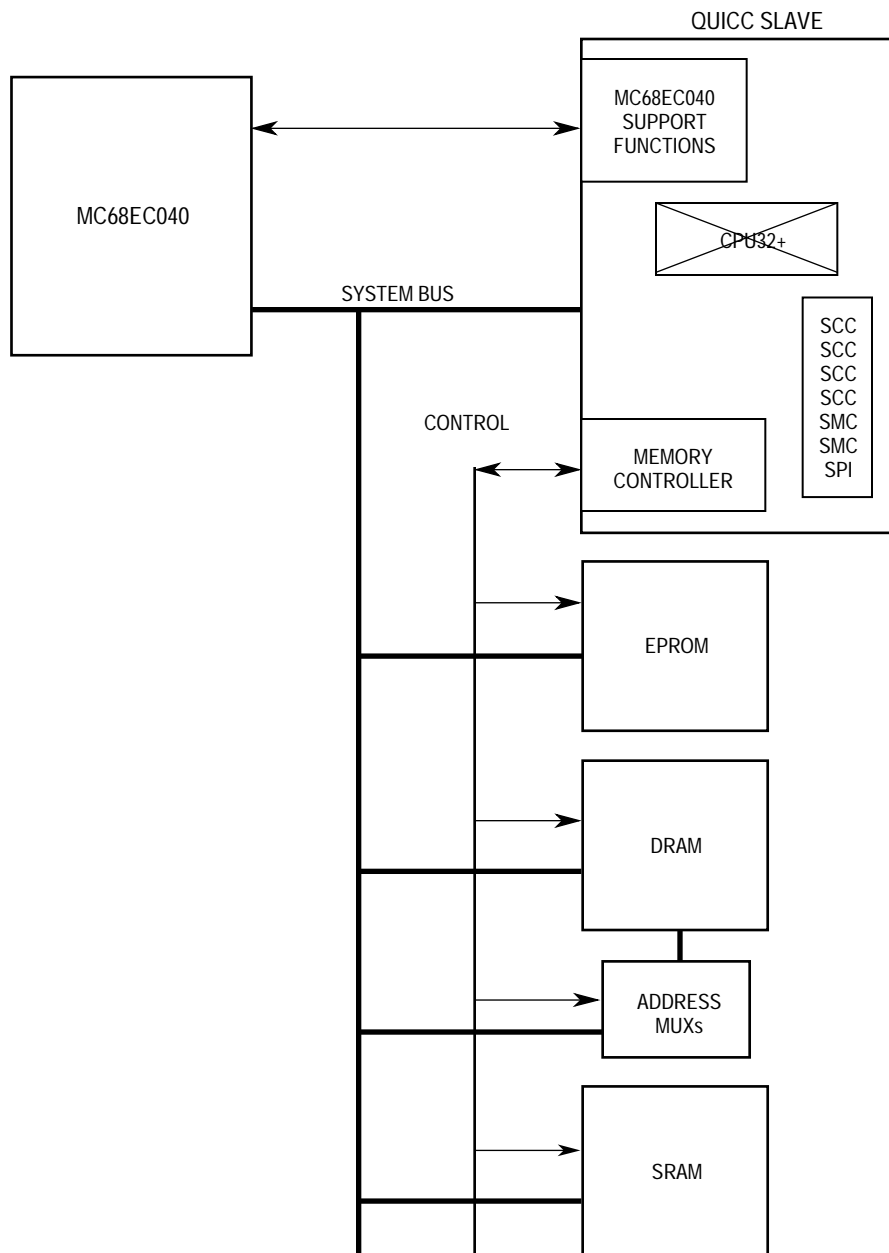 QUICC SLAVE
MC68EC040
SUPPORT
FUNCTIONS
MC68EC040
CPU32+
SYSTEM BUS
SCC
SCC
SCC
SCC
SMC
SMC
SPI
CONTROL
MEMORY
CONTROLLER
EPROM
DRAM
ADDRESS
MUXs
SRAM